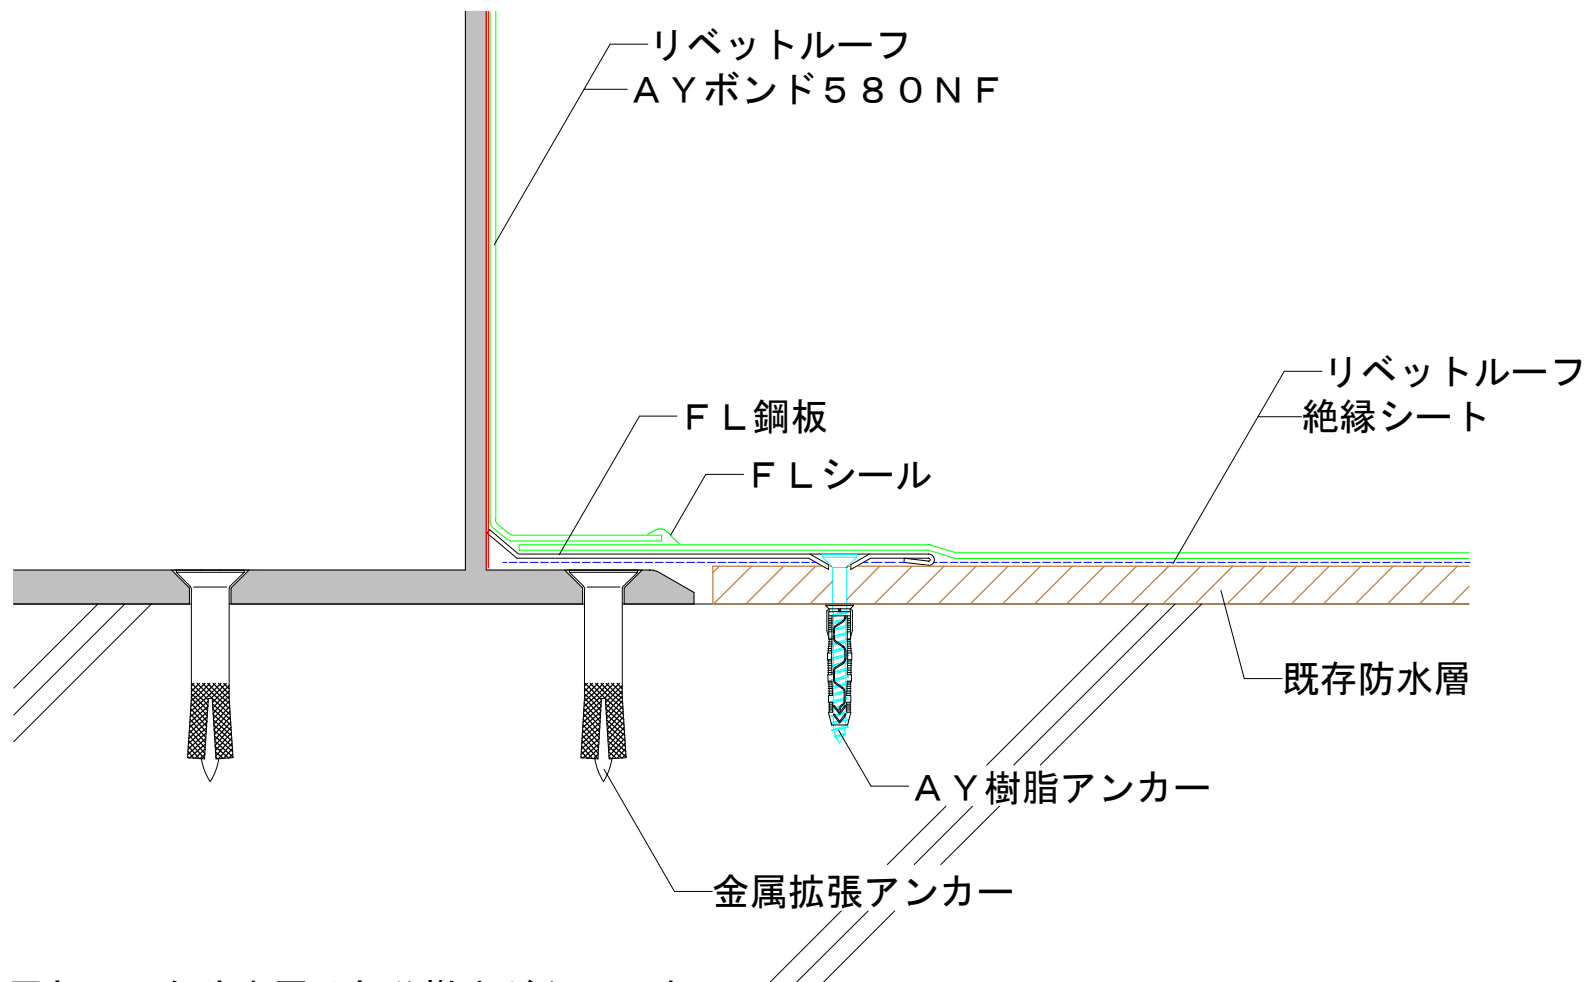 リベットルーフ
ＡＹボンド５８０ＮＦ
リベットルーフ
絶縁シート
ＦＬ鋼板
ＦＬシール
既存防水層
ＡＹ樹脂アンカー
金属拡張アンカー